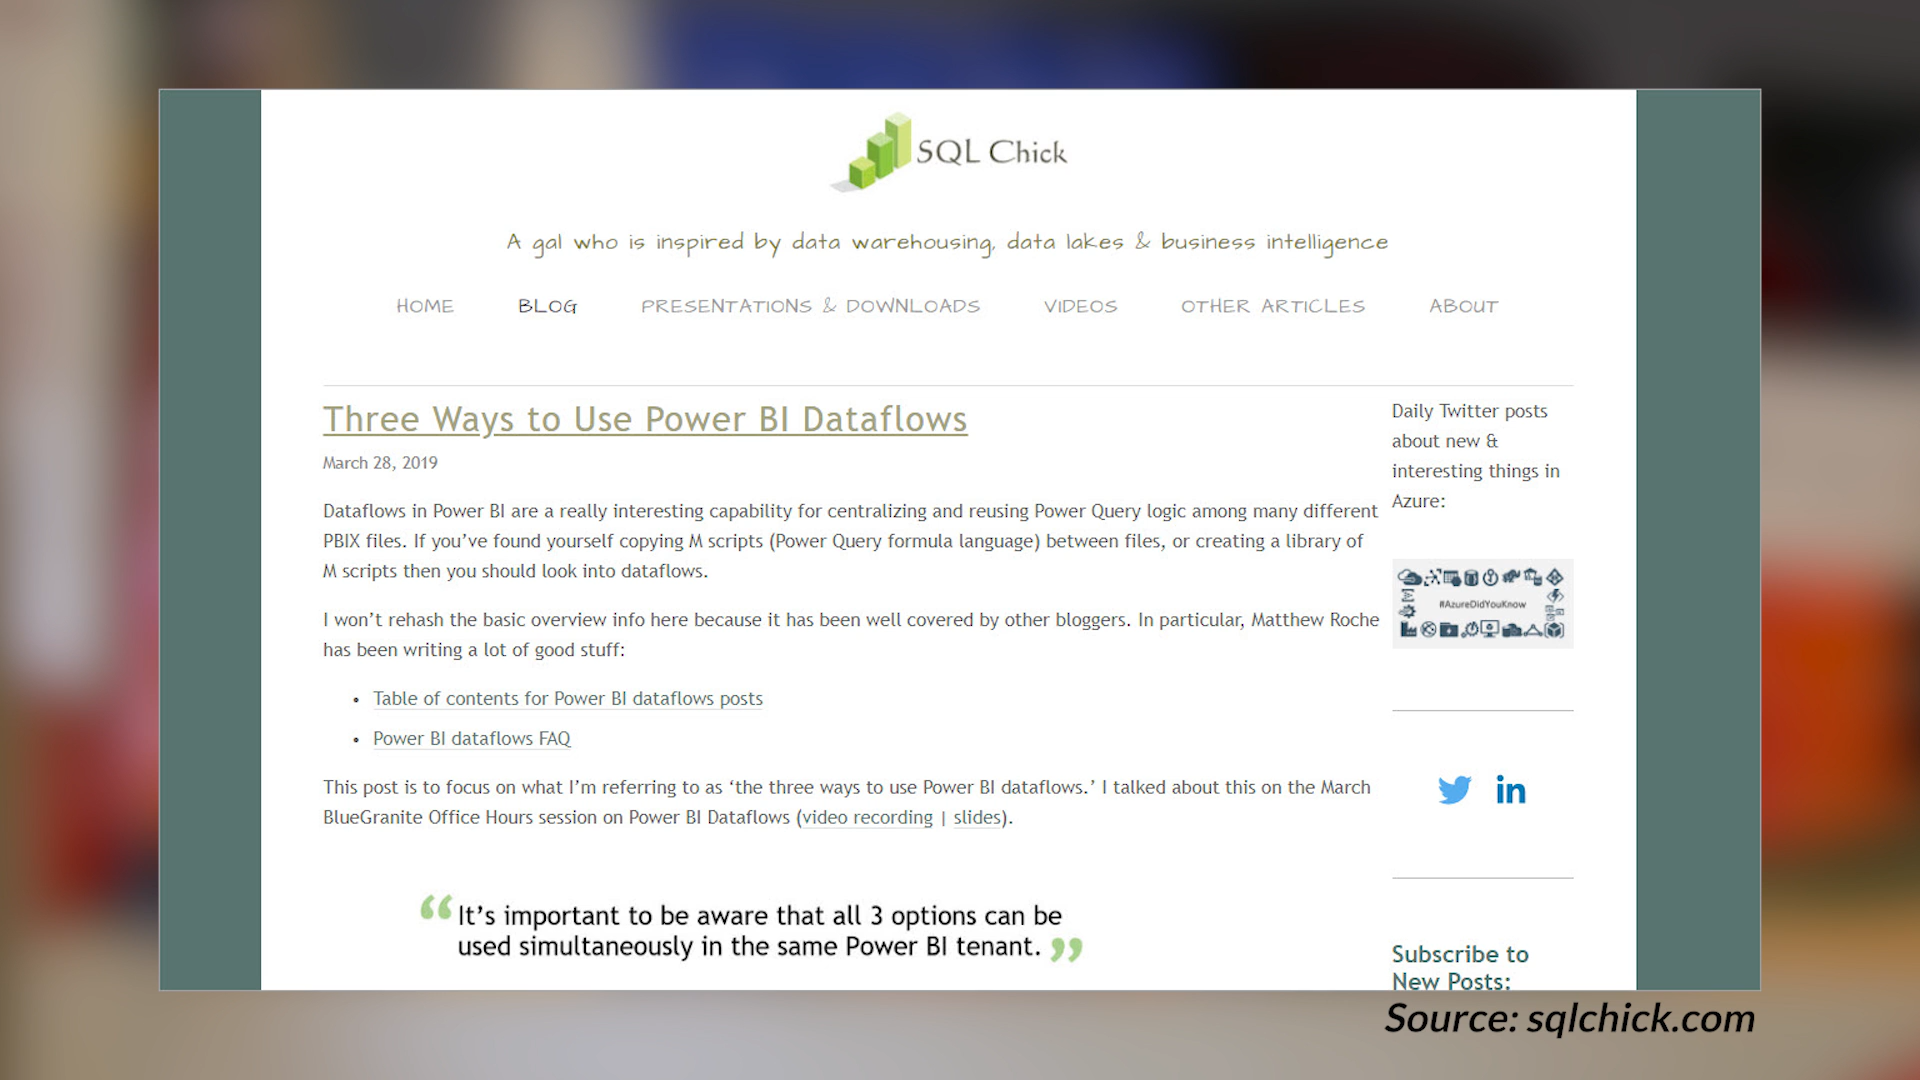 SQL Chick
A gal who is inspired by data warehousing, data lakes & business intelligence
HOME BLOG PRESENTATIONS & DOWNLOADS VIDEOS OTHER ARTICLES ABOUT
Three Ways to Use Power BI Dataflows
March 28, 2019
Dataflows in Power BI are a really interesting capability for centralizing and reusing Power Query logic among many different
PBIX files. If you’ve found yourself copying M scripts (Power Query formula language) between files, or creating a library of
M scripts then you should look into dataflows.
I won’t rehash the basic overview info here because it has been well covered by other bloggers. In particular, Matthew Roche
has been writing a lot of good stuff:
• Table of contents for Power BI dataflows posts
• Power BI dataflows FAQ
This post is to focus on what I’m referring to as ‘the three ways to use Power BI dataflows.’ I talked about this on the March
BlueGranite Office Hours session on Power BI Dataflows (video recording | slides).
“It’s important to be aware that all 3 options can be
used simultaneously in the same Power BI tenant.”
Daily Twitter posts
about new &
interesting things in
Azure:
#AzureDidYouKnow
in
Subscribe to
New Posts:
Source: sqlchick.com